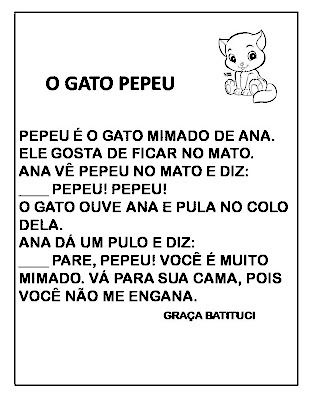 O GATO PEPEU
PEPEU É O GATO MIMADO DE ANA.
ELE GOSTA DE FICAR NO MATO.
ANA VÊ PEPEU NO MATO E DIZ:
____ PEPEU! PEPEU!
O GATO OUVE ANA E PULA NO COLO
DELA.
ANA DÁ UM PULO E DIZ:
____ PARE, PEPEU! VOCÊ É MUITO
MIMADO. VÁ PARA SUA CAMA, POIS
VOCÊ NÃO ME ENGANA.
GRAÇA BATITUCI